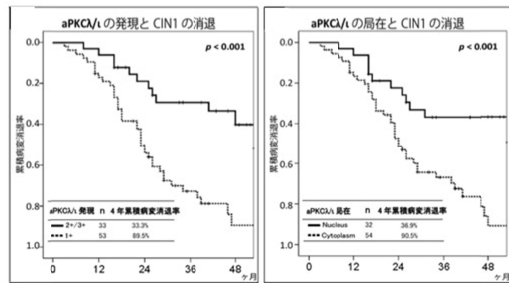 aPKCλ/ι の発現と CIN1 の消退
p < 0.001
0.0
0.2
0.4
0.6
0.8
1.0
累積病変消退率
aPKCλ/ι 発現 n 4年累積病変消退率
2+/3+ 33 33.3%
1+ 53 89.5%
0 12 24 36 48
ヶ月
aPKCλ/ι の局在と CIN1 の消退
p < 0.001
0.0
0.2
0.4
0.6
0.8
1.0
累積病変消退率
aPKCλ/ι 局在 n 4年累積病変消退率
Nucleus 32 36.9%
Cytoplasm 54 90.5%
0 12 24 36 48
ヶ月